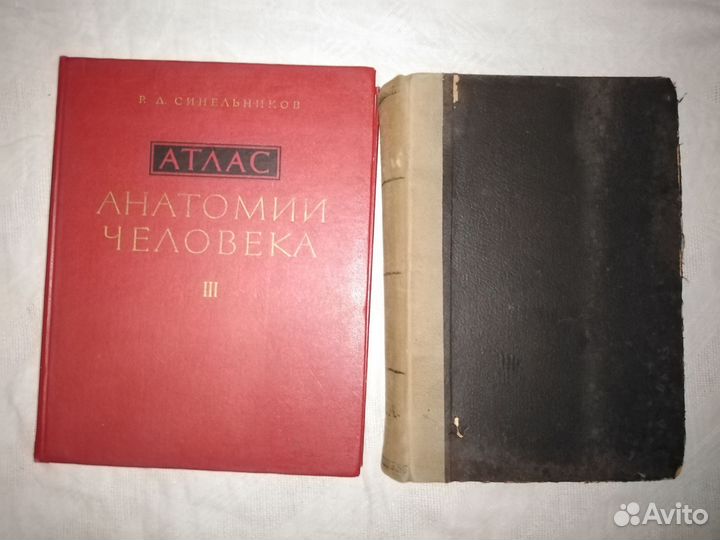 Р. Д. СИНЕЛЬНИКОВ
АТЛАС
АНАТОМИИ
ЧЕЛОВЕКА
III
Avito